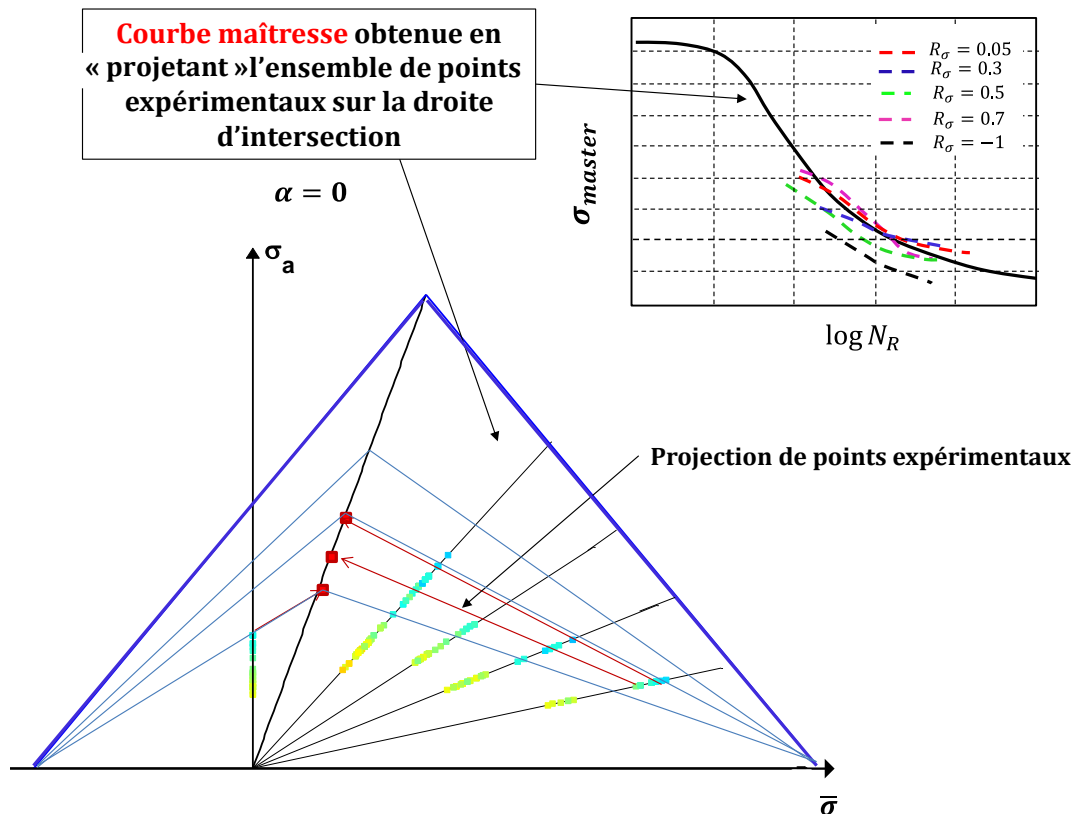 Courbe maîtresse obtenue en
« projetant »l’ensemble de points
expérimentaux sur la droite
d’intersection
α = 0
σa
σ_master
R_σ = 0.05
R_σ = 0.3
R_σ = 0.5
R_σ = 0.7
R_σ = −1
log N_R
Projection de points expérimentaux
σ̅